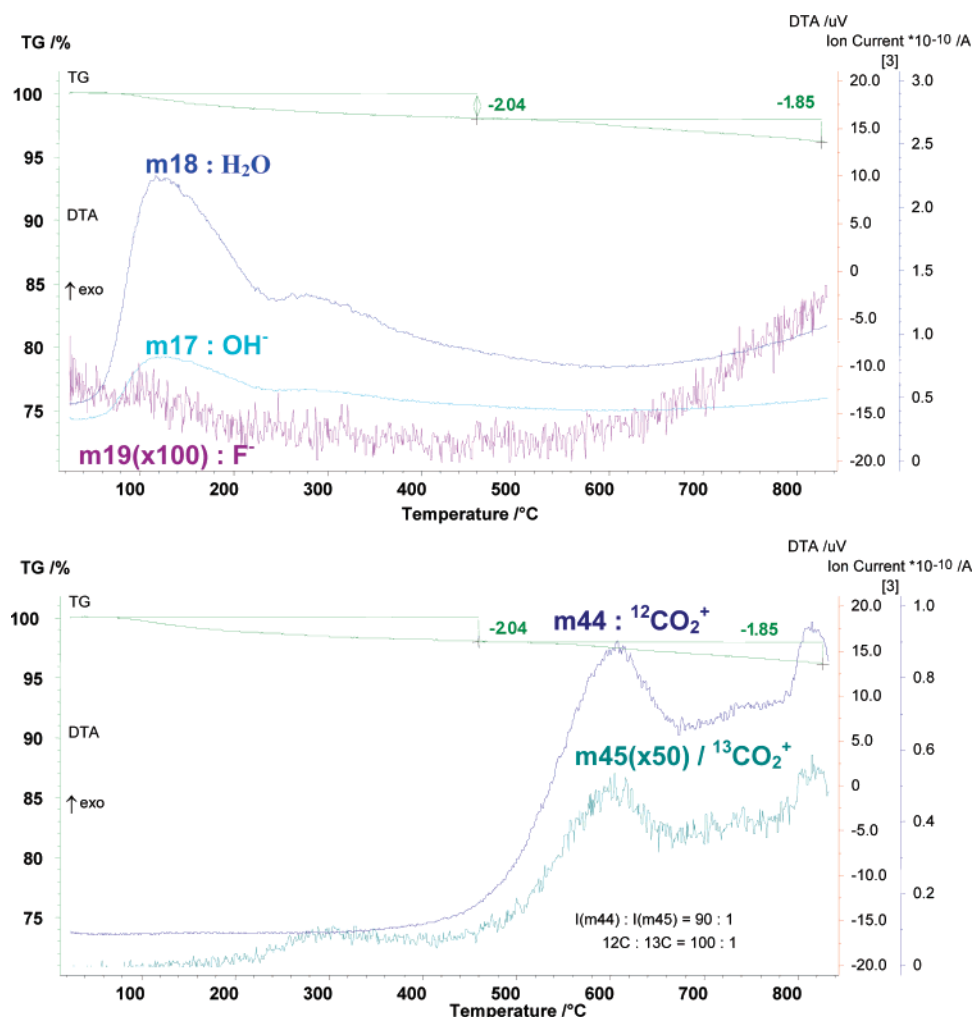 DTA /uV
TG /% Ion Current *10-10 /A
[3]
TG 20.0 3.0
100 -2.04 -1.85
15.0
2.5
95 m18 : H₂O 10.0
2.0
90 DTA 5.0
0 1.5
85 ↑ exo
-5.0
m17 : OH⁻ 1.0
80 -10.0
75 -15.0 0.5
m19(x100) : F⁻ -20.0 0
100 200 300 400 500 600 700 800
Temperature /°C
DTA /uV
TG /% Ion Current *10-10 /A
[3]
TG 20.0 1.0
100 -2.04 m44 : ¹²CO₂⁺ -1.85
15.0
95 0.8
10.0
90 DTA
m45(x50) / ¹³CO₂⁺ 5.0 0.6
85 ↑ exo 0
0.4
80 -5.0
-10.0 0.2
75 I(m44) : I(m45) = 90 : 1 -15.0
12C : 13C = 100 : 1
-20.0 0
100 200 300 400 500 600 700 800
Temperature /°C